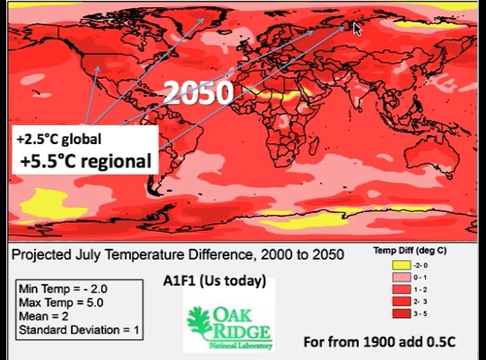 2050
+2.5°C global
+5.5°C regional
Projected July Temperature Difference, 2000 to 2050
Temp Diff (deg C)
-2- 0
0 - 1
1 - 2
2- 3
3 - 5
A1F1 (Us today)
Min Temp = - 2.0
Max Temp = 5.0
Mean = 2
Standard Deviation = 1
OAK
RIDGE
National Laboratory
For from 1900 add 0.5C